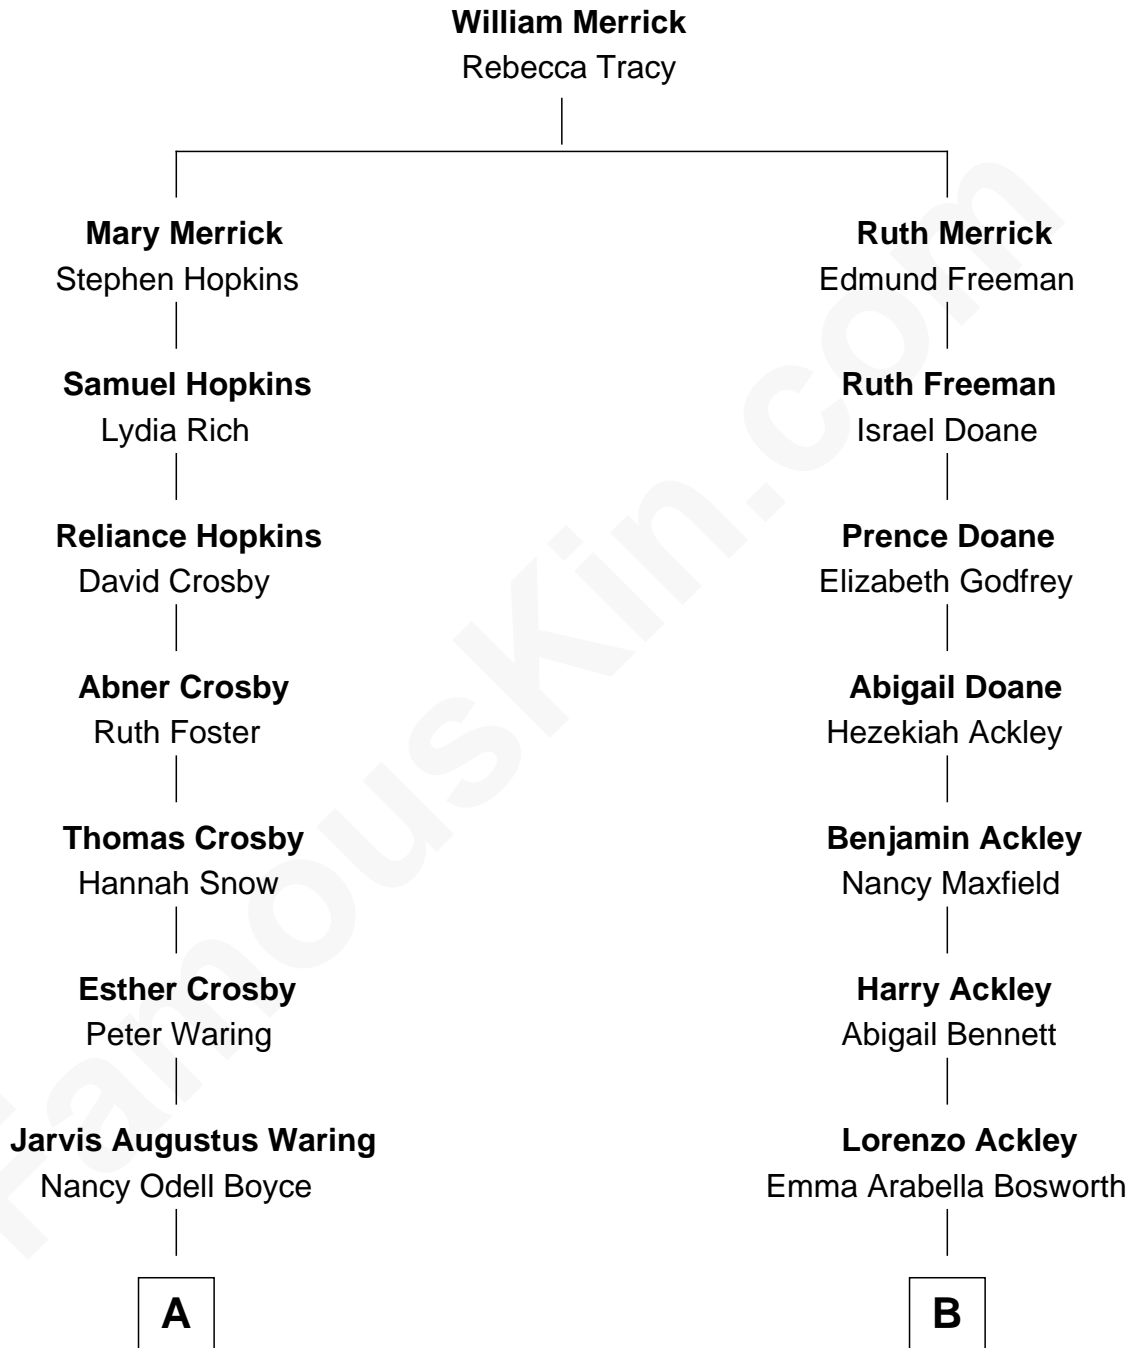 William Merrick
Rebecca Tracy
Mary Merrick
Stephen Hopkins
Ruth Merrick
Edmund Freeman
Samuel Hopkins
Lydia Rich
Ruth Freeman
Israel Doane
Reliance Hopkins
David Crosby
Prence Doane
Elizabeth Godfrey
Abner Crosby
Ruth Foster
Abigail Doane
Hezekiah Ackley
Thomas Crosby
Hannah Snow
Benjamin Ackley
Nancy Maxfield
Esther Crosby
Peter Waring
Harry Ackley
Abigail Bennett
Jarvis Augustus Waring
Nancy Odell Boyce
Lorenzo Ackley
Emma Arabella Bosworth
A
B
FamousKin.com